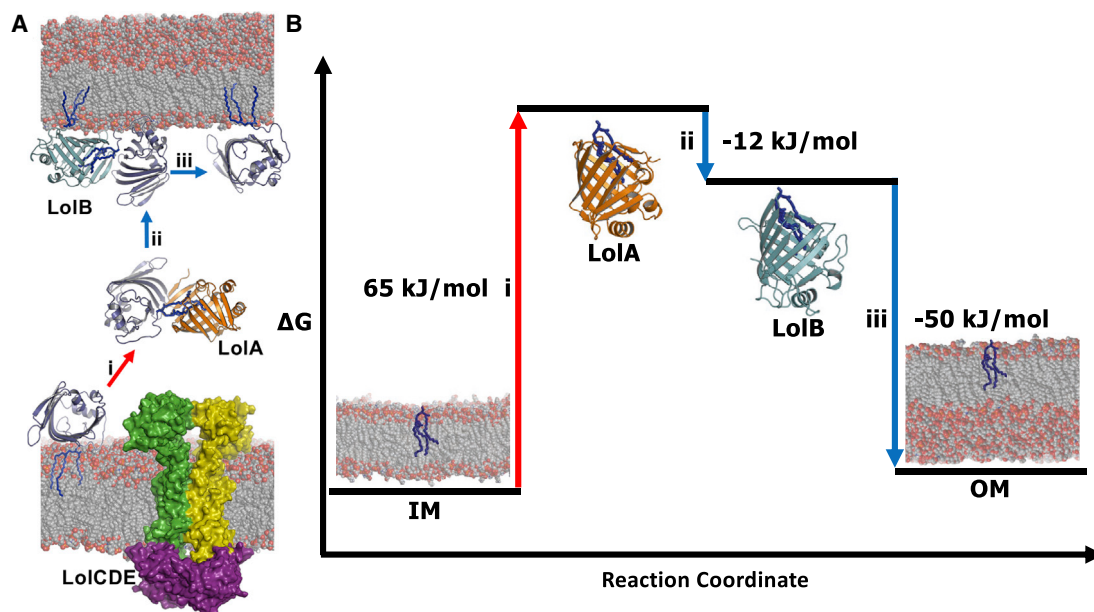 A
B
LolB
iii
ii
LolA
i
LolCDE
ΔG
65 kJ/mol i
IM
LolA
ii
-12 kJ/mol
LolB
iii
-50 kJ/mol
OM
Reaction Coordinate